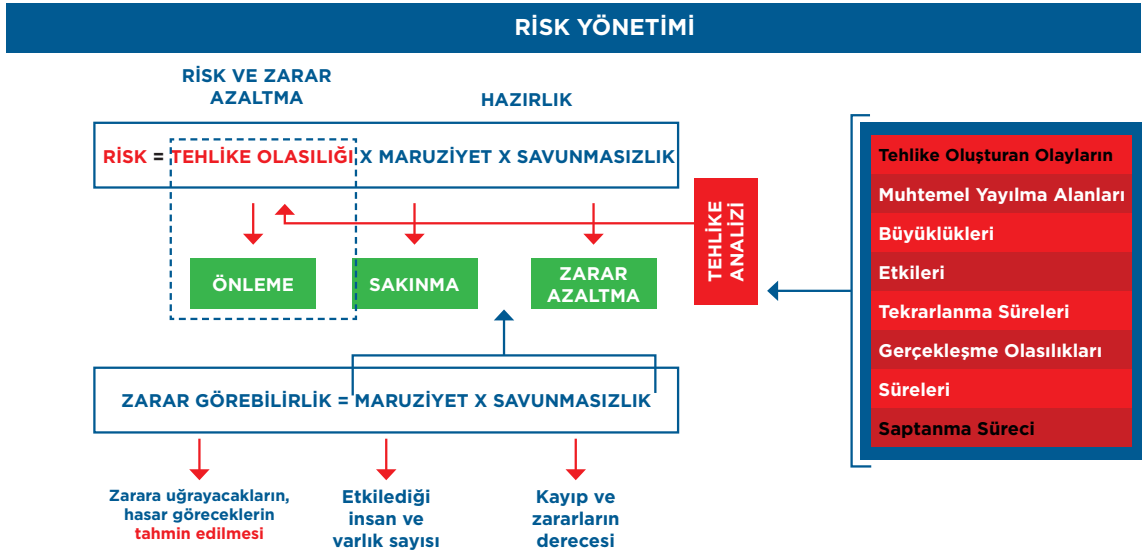 RİSK YÖNETİMİ
RİSK VE ZARAR
AZALTMA
HAZIRLIK
RİSK = TEHLİKE OLASILIĞI X MARUZİYET X SAVUNMASIZLIK
ÖNLEME
SAKINMA
ZARAR
AZALTMA
TEHLİKE
ANALİZİ
Tehlike Oluşturan Olayların
Muhtemel Yayılma Alanları
Büyüklükleri
Etkileri
Tekrarlanma Süreleri
Gerçekleşme Olasılıkları
Süreleri
Saptanma Süreci
ZARAR GÖREBİLİRLİK = MARUZİYET X SAVUNMASIZLIK
Zarara uğrayacakların,
hasar göreceklerin
tahmin edilmesi
Etkilediği
insan ve
varlık sayısı
Kayıp ve
zararların
derecesi